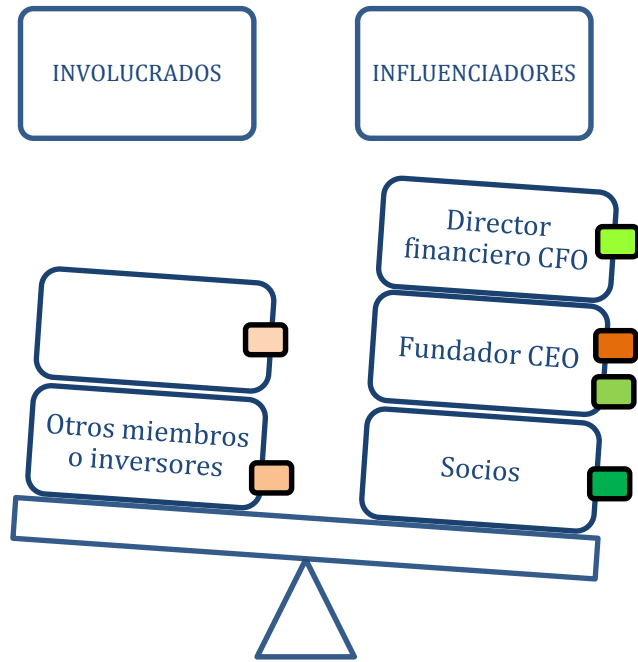 INVOLUCRADOS
INFLUENCIADORES
Director
financiero CFO
Fundador CEO
Otros miembros
o inversores
Socios